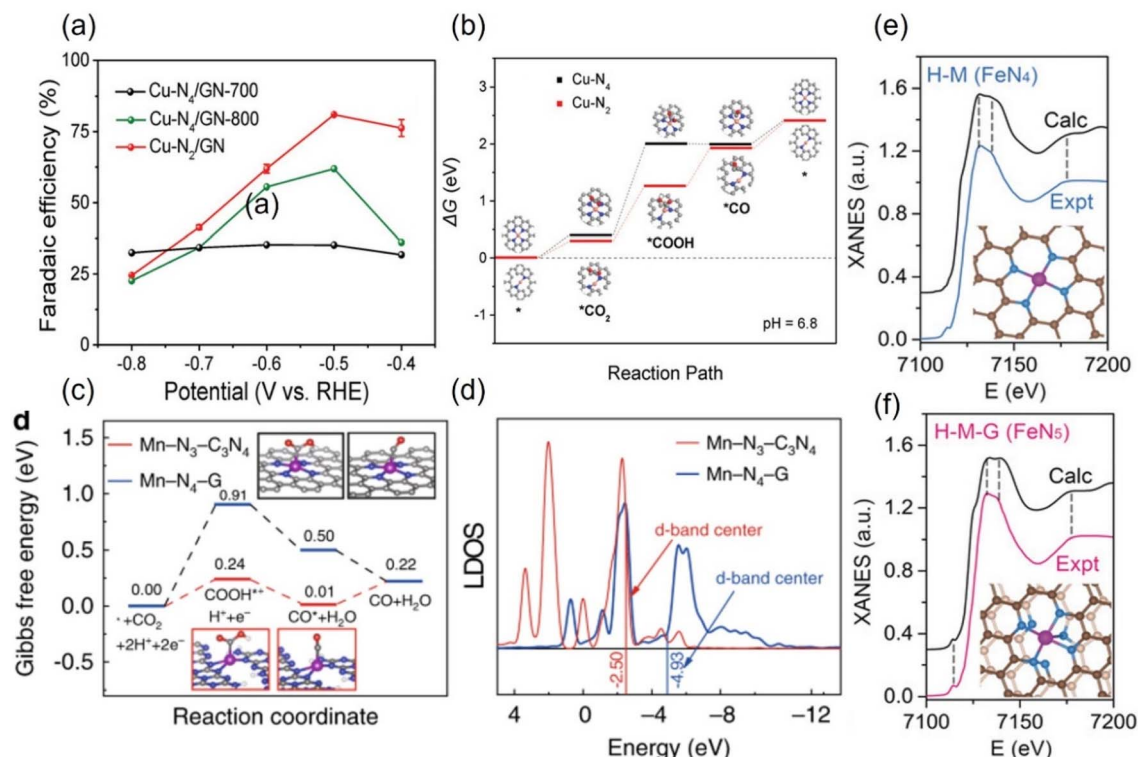 (a)
Faradaic efficiency (%)
100
75
50
25
0
Cu-N₄/GN-700
Cu-N₄/GN-800
Cu-N₂/GN
(a)
-0.8 -0.7 -0.6 -0.5 -0.4
Potential (V vs. RHE)
(b)
ΔG (eV)
3
2
1
0
-1
Cu-N₄
Cu-N₂
*
*CO₂
*COOH
*CO
*
pH = 6.8
Reaction Path
(e)
XANES (a.u.)
1.6
1.2
0.8
0.4
0.0
H-M (FeN₄)
Calc
Expt
7100 7150 7200
E (eV)
(c)
d
Gibbs free energy (eV)
1.5
1.0
0.5
0.0
-0.5
Mn–N₃–C₃N₄
Mn–N₄–G
0.91
0.50
0.24
0.22
0.00
0.01
COOH*+
H⁺+e⁻
CO*+H₂O
CO+H₂O
*+CO₂
+2H⁺+2e⁻
Reaction coordinate
(d)
LDOS
Mn–N₃–C₃N₄
Mn–N₄–G
d-band center
d-band center
-2.50
-4.93
4 0 −4 −8 −12
Energy (eV)
(f)
XANES (a.u.)
1.6
1.2
0.8
0.4
0.0
H-M-G (FeN₅)
Calc
Expt
7100 7150 7200
E (eV)